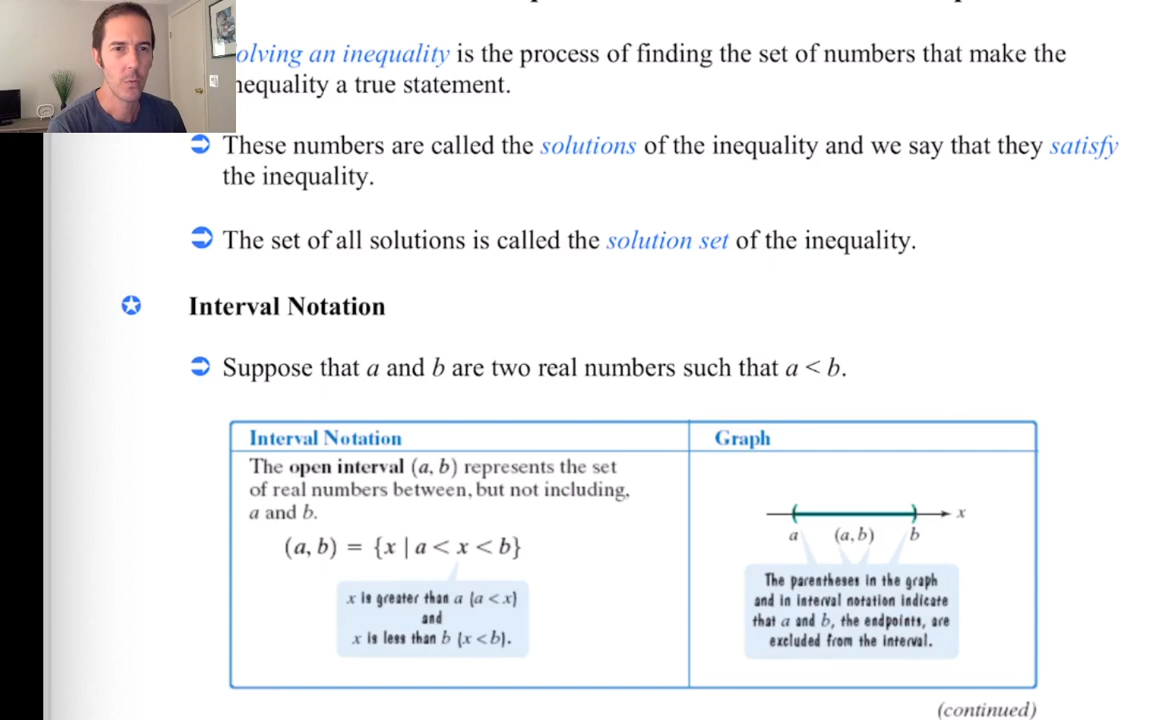 olving an inequality is the process of finding the set of numbers that make the
nequality a true statement.
These numbers are called the solutions of the inequality and we say that they satisfy
the inequality.
The set of all solutions is called the solution set of the inequality.
Interval Notation
Suppose that a and b are two real numbers such that a < b.
Interval Notation
The open interval (a, b) represents the set
of real numbers between, but not including,
a and b.
(a, b) = {x | a < x < b}
x is greater than a (a < x)
and
x is less than b (x < b).
Graph
x
a (a, b) b
The parentheses in the graph
and in interval notation indicate
that a and b, the endpoints, are
excluded from the interval.
(continued)